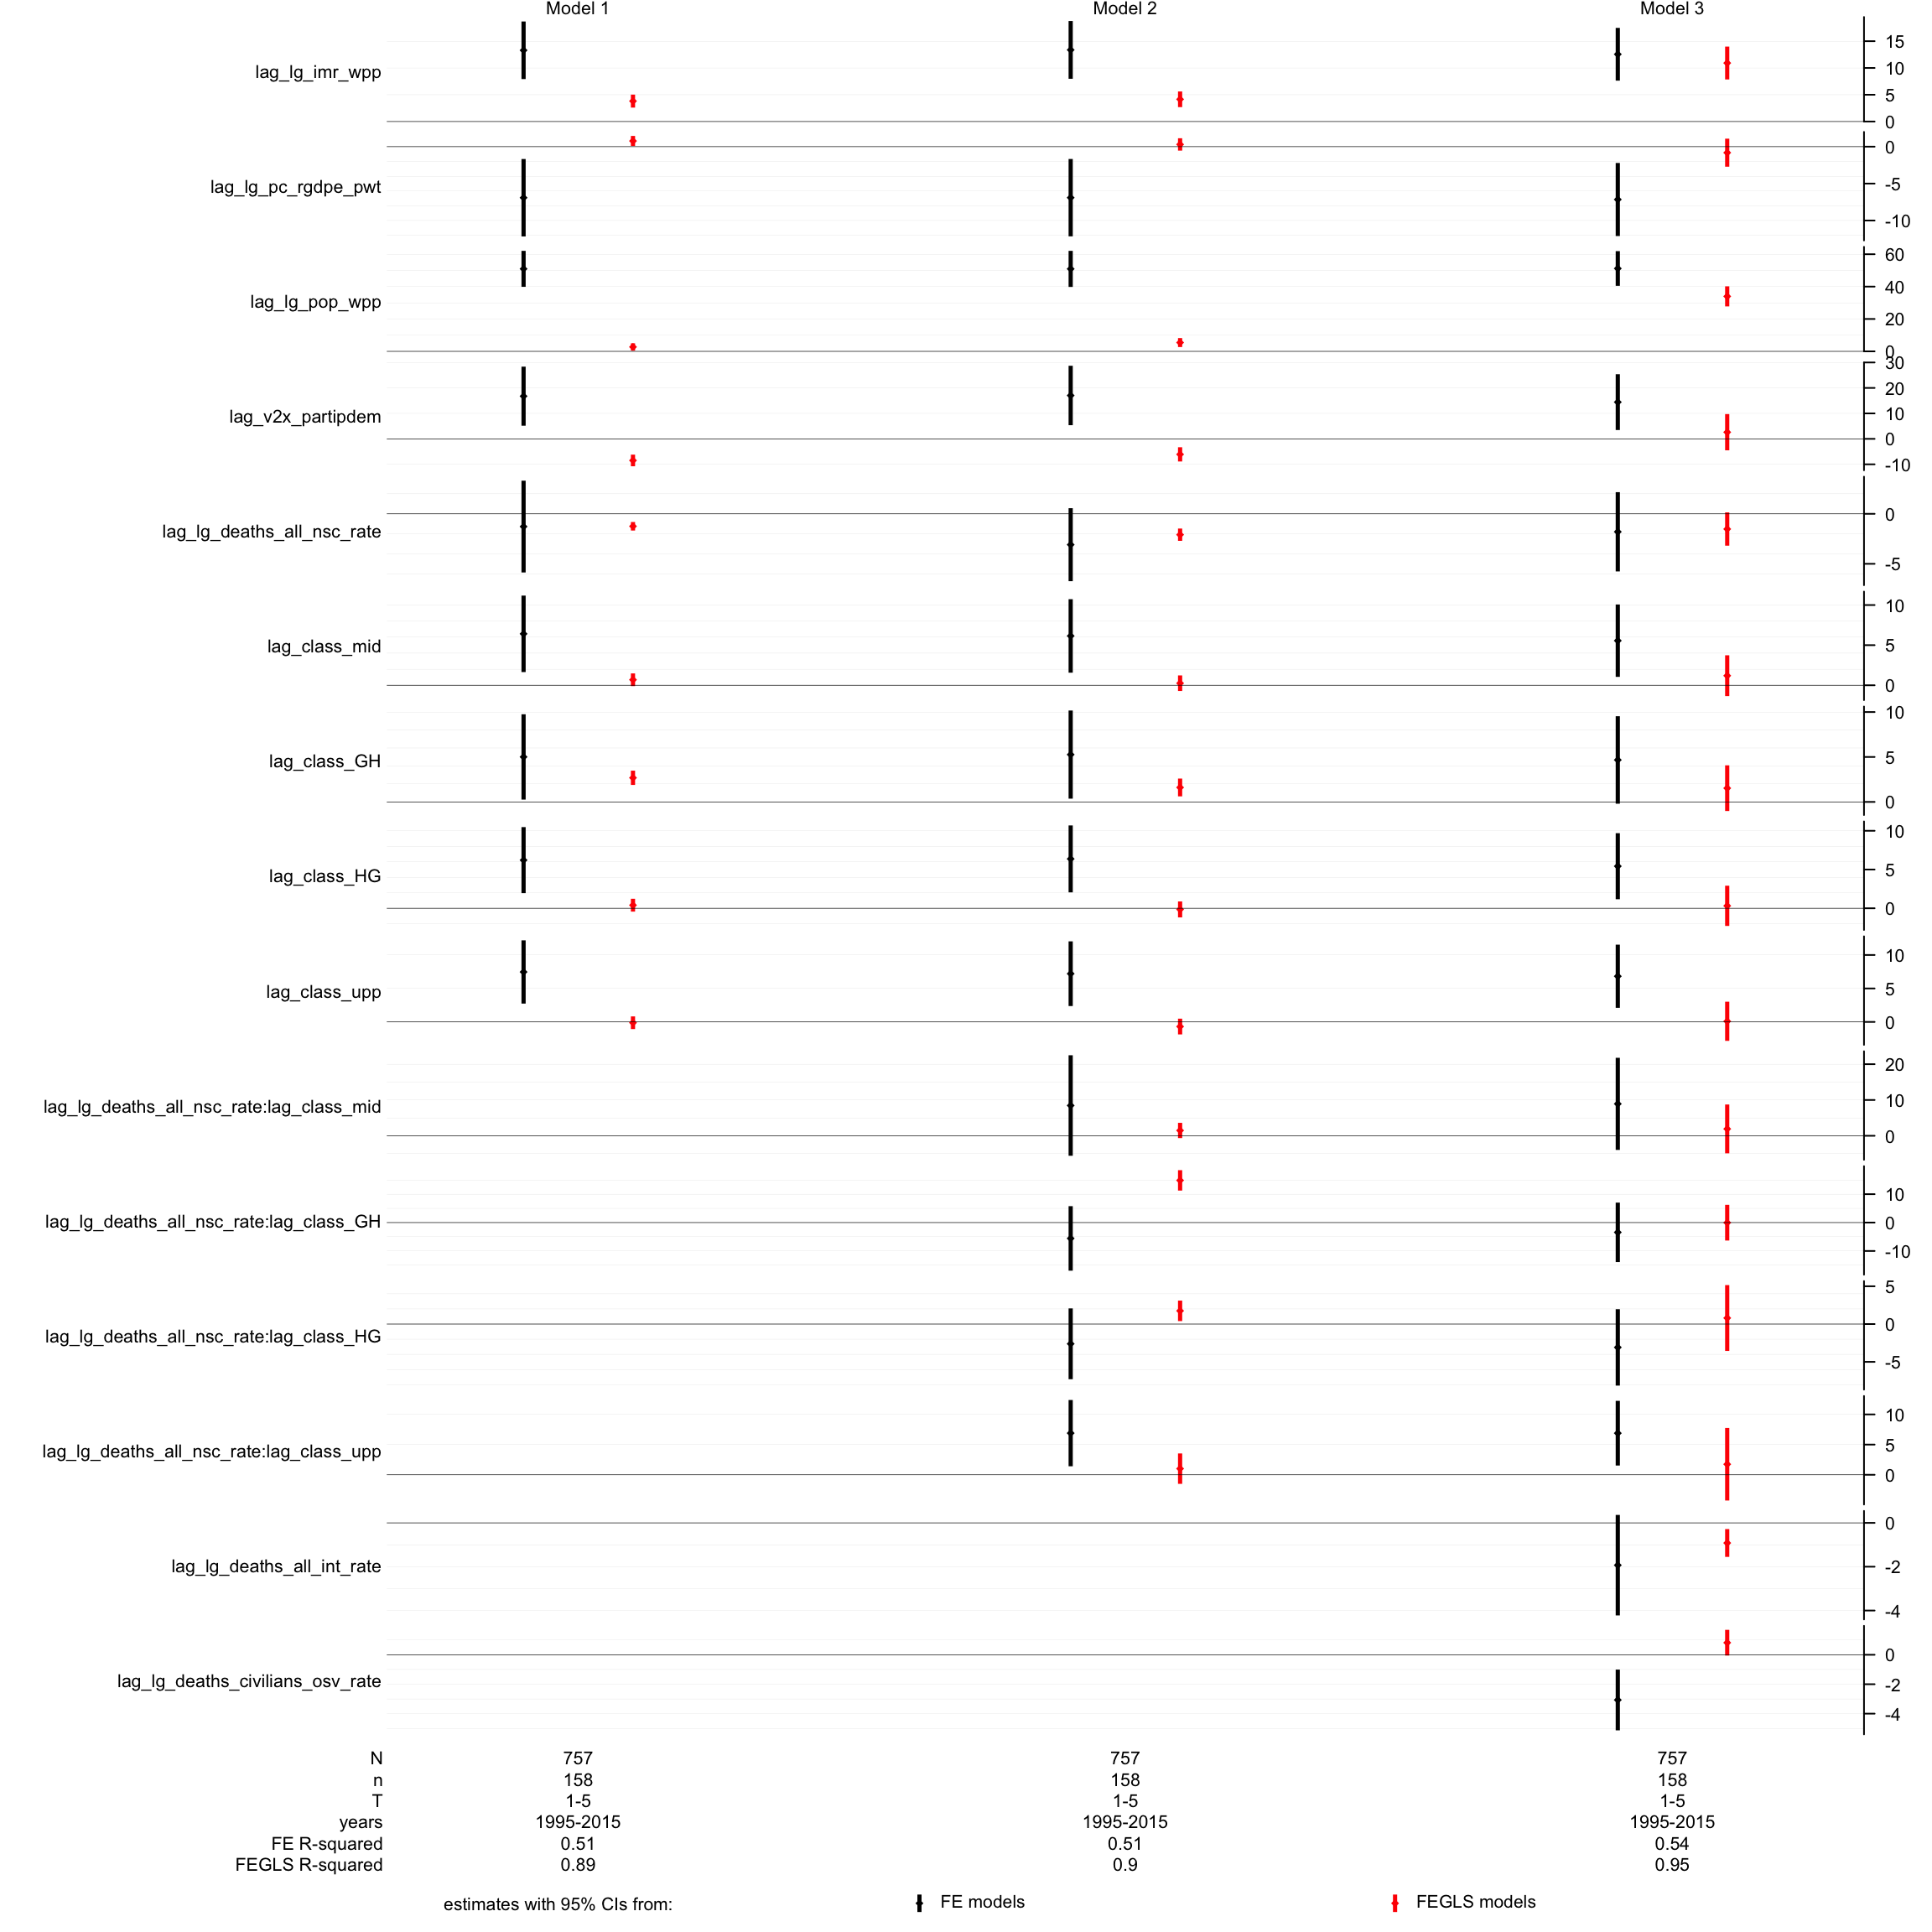 Model 1 Model 2 Model 3
lag_lg_imr_wpp
15
10
5
0
lag_lg_pc_rgdpe_pwt
0
-5
-10
lag_lg_pop_wpp
60
40
20
0
lag_v2x_partipdem
30
20
10
0
-10
lag_lg_deaths_all_nsc_rate
0
-5
lag_class_mid
10
5
0
lag_class_GH
10
5
0
lag_class_HG
10
5
0
lag_class_upp
10
5
0
lag_lg_deaths_all_nsc_rate:lag_class_mid
20
10
0
lag_lg_deaths_all_nsc_rate:lag_class_GH
10
0
-10
lag_lg_deaths_all_nsc_rate:lag_class_HG
5
0
-5
lag_lg_deaths_all_nsc_rate:lag_class_upp
10
5
0
lag_lg_deaths_all_int_rate
0
-2
-4
lag_lg_deaths_civilians_osv_rate
0
-2
-4
N 757 757 757
n 158 158 158
T 1-5 1-5 1-5
years 1995-2015 1995-2015 1995-2015
FE R-squared 0.51 0.51 0.54
FEGLS R-squared 0.89 0.9 0.95
estimates with 95% CIs from: FE models FEGLS models